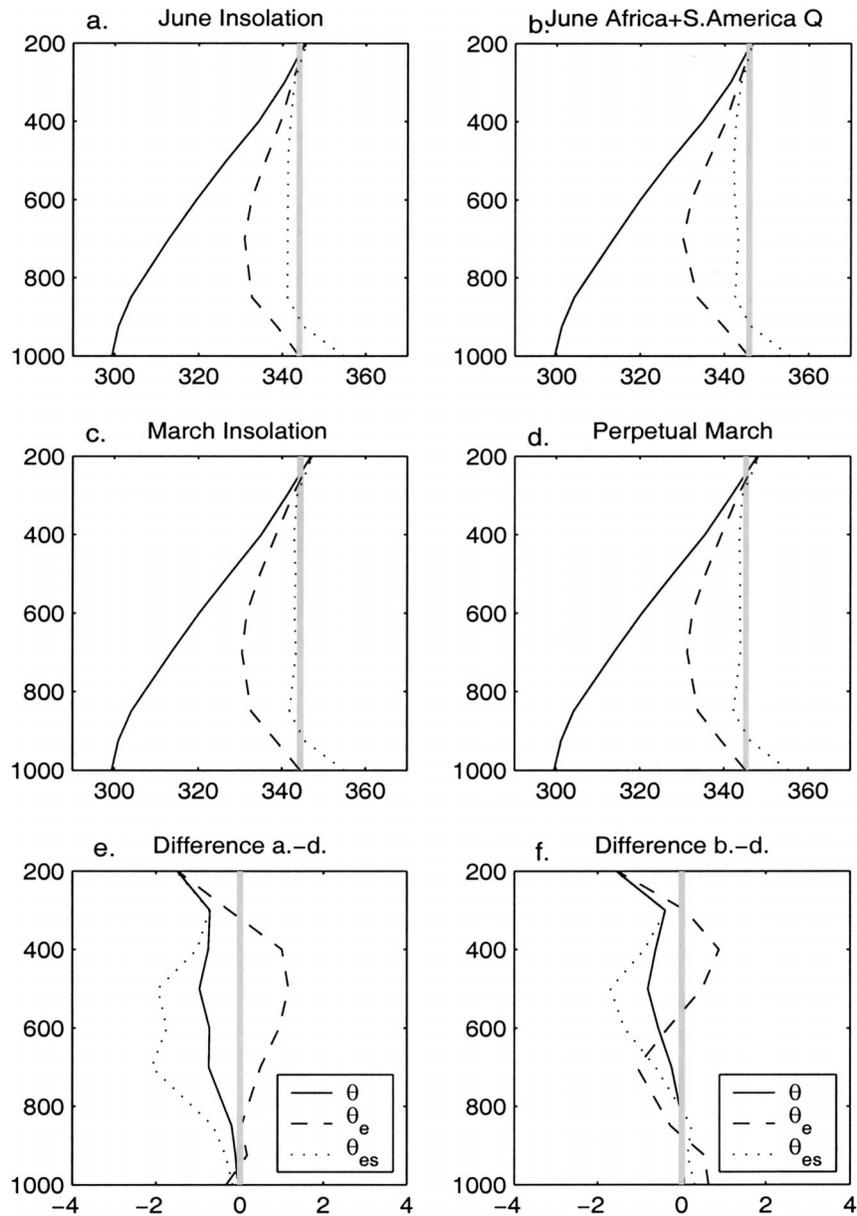 a. June Insolation
200
400
600
800
1000
300 320 340 360
b. June Africa+S.America Q
200
400
600
800
1000
300 320 340 360
c. March Insolation
200
400
600
800
1000
300 320 340 360
d. Perpetual March
200
400
600
800
1000
300 320 340 360
e. Difference a.−d.
200
400
600
800
1000
−4 −2 0 2 4
θ
θe
θes
f. Difference b.−d.
200
400
600
800
1000
−4 −2 0 2 4
θ
θe
θes